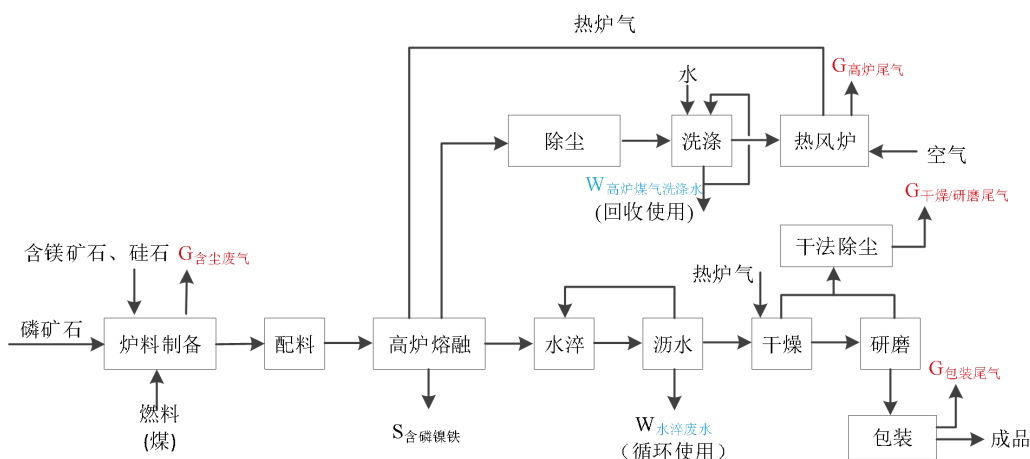 热炉气
水
G高炉尾气
除尘
洗涤
热风炉
空气
W高炉煤气洗涤水
(回收使用)
G干燥/研磨尾气
含镁矿石、硅石
G含尘废气
干法除尘
热炉气
磷矿石
炉料制备
配料
高炉熔融
水淬
沥水
干燥
研磨
燃料
(煤)
S含磷镍铁
W水淬废水
（循环使用）
G包装尾气
包装
成品